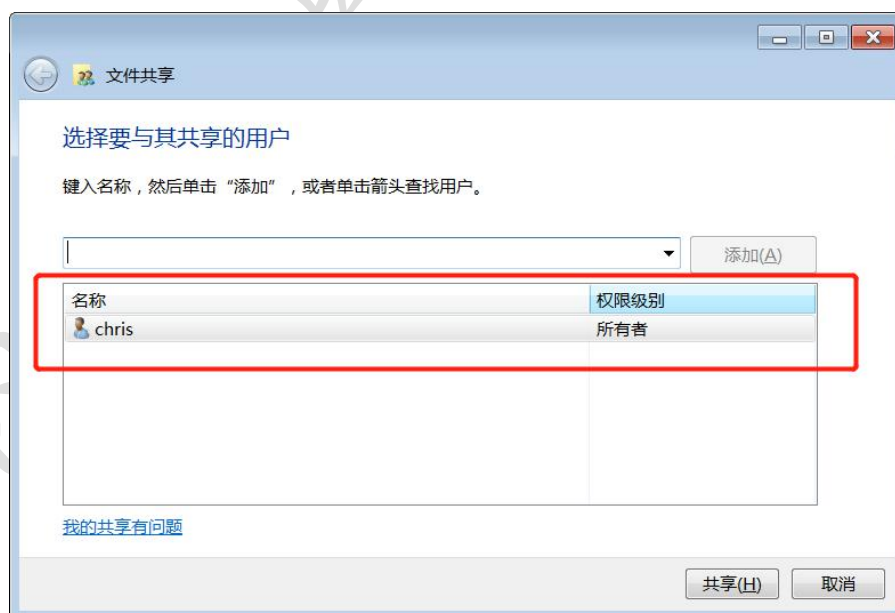 文件共享
选择要与其共享的用户
键入名称，然后单击“添加”，或者单击箭头查找用户。
添加(A)
名称 权限级别
chris 所有者
我的共享有问题
共享(H) 取消